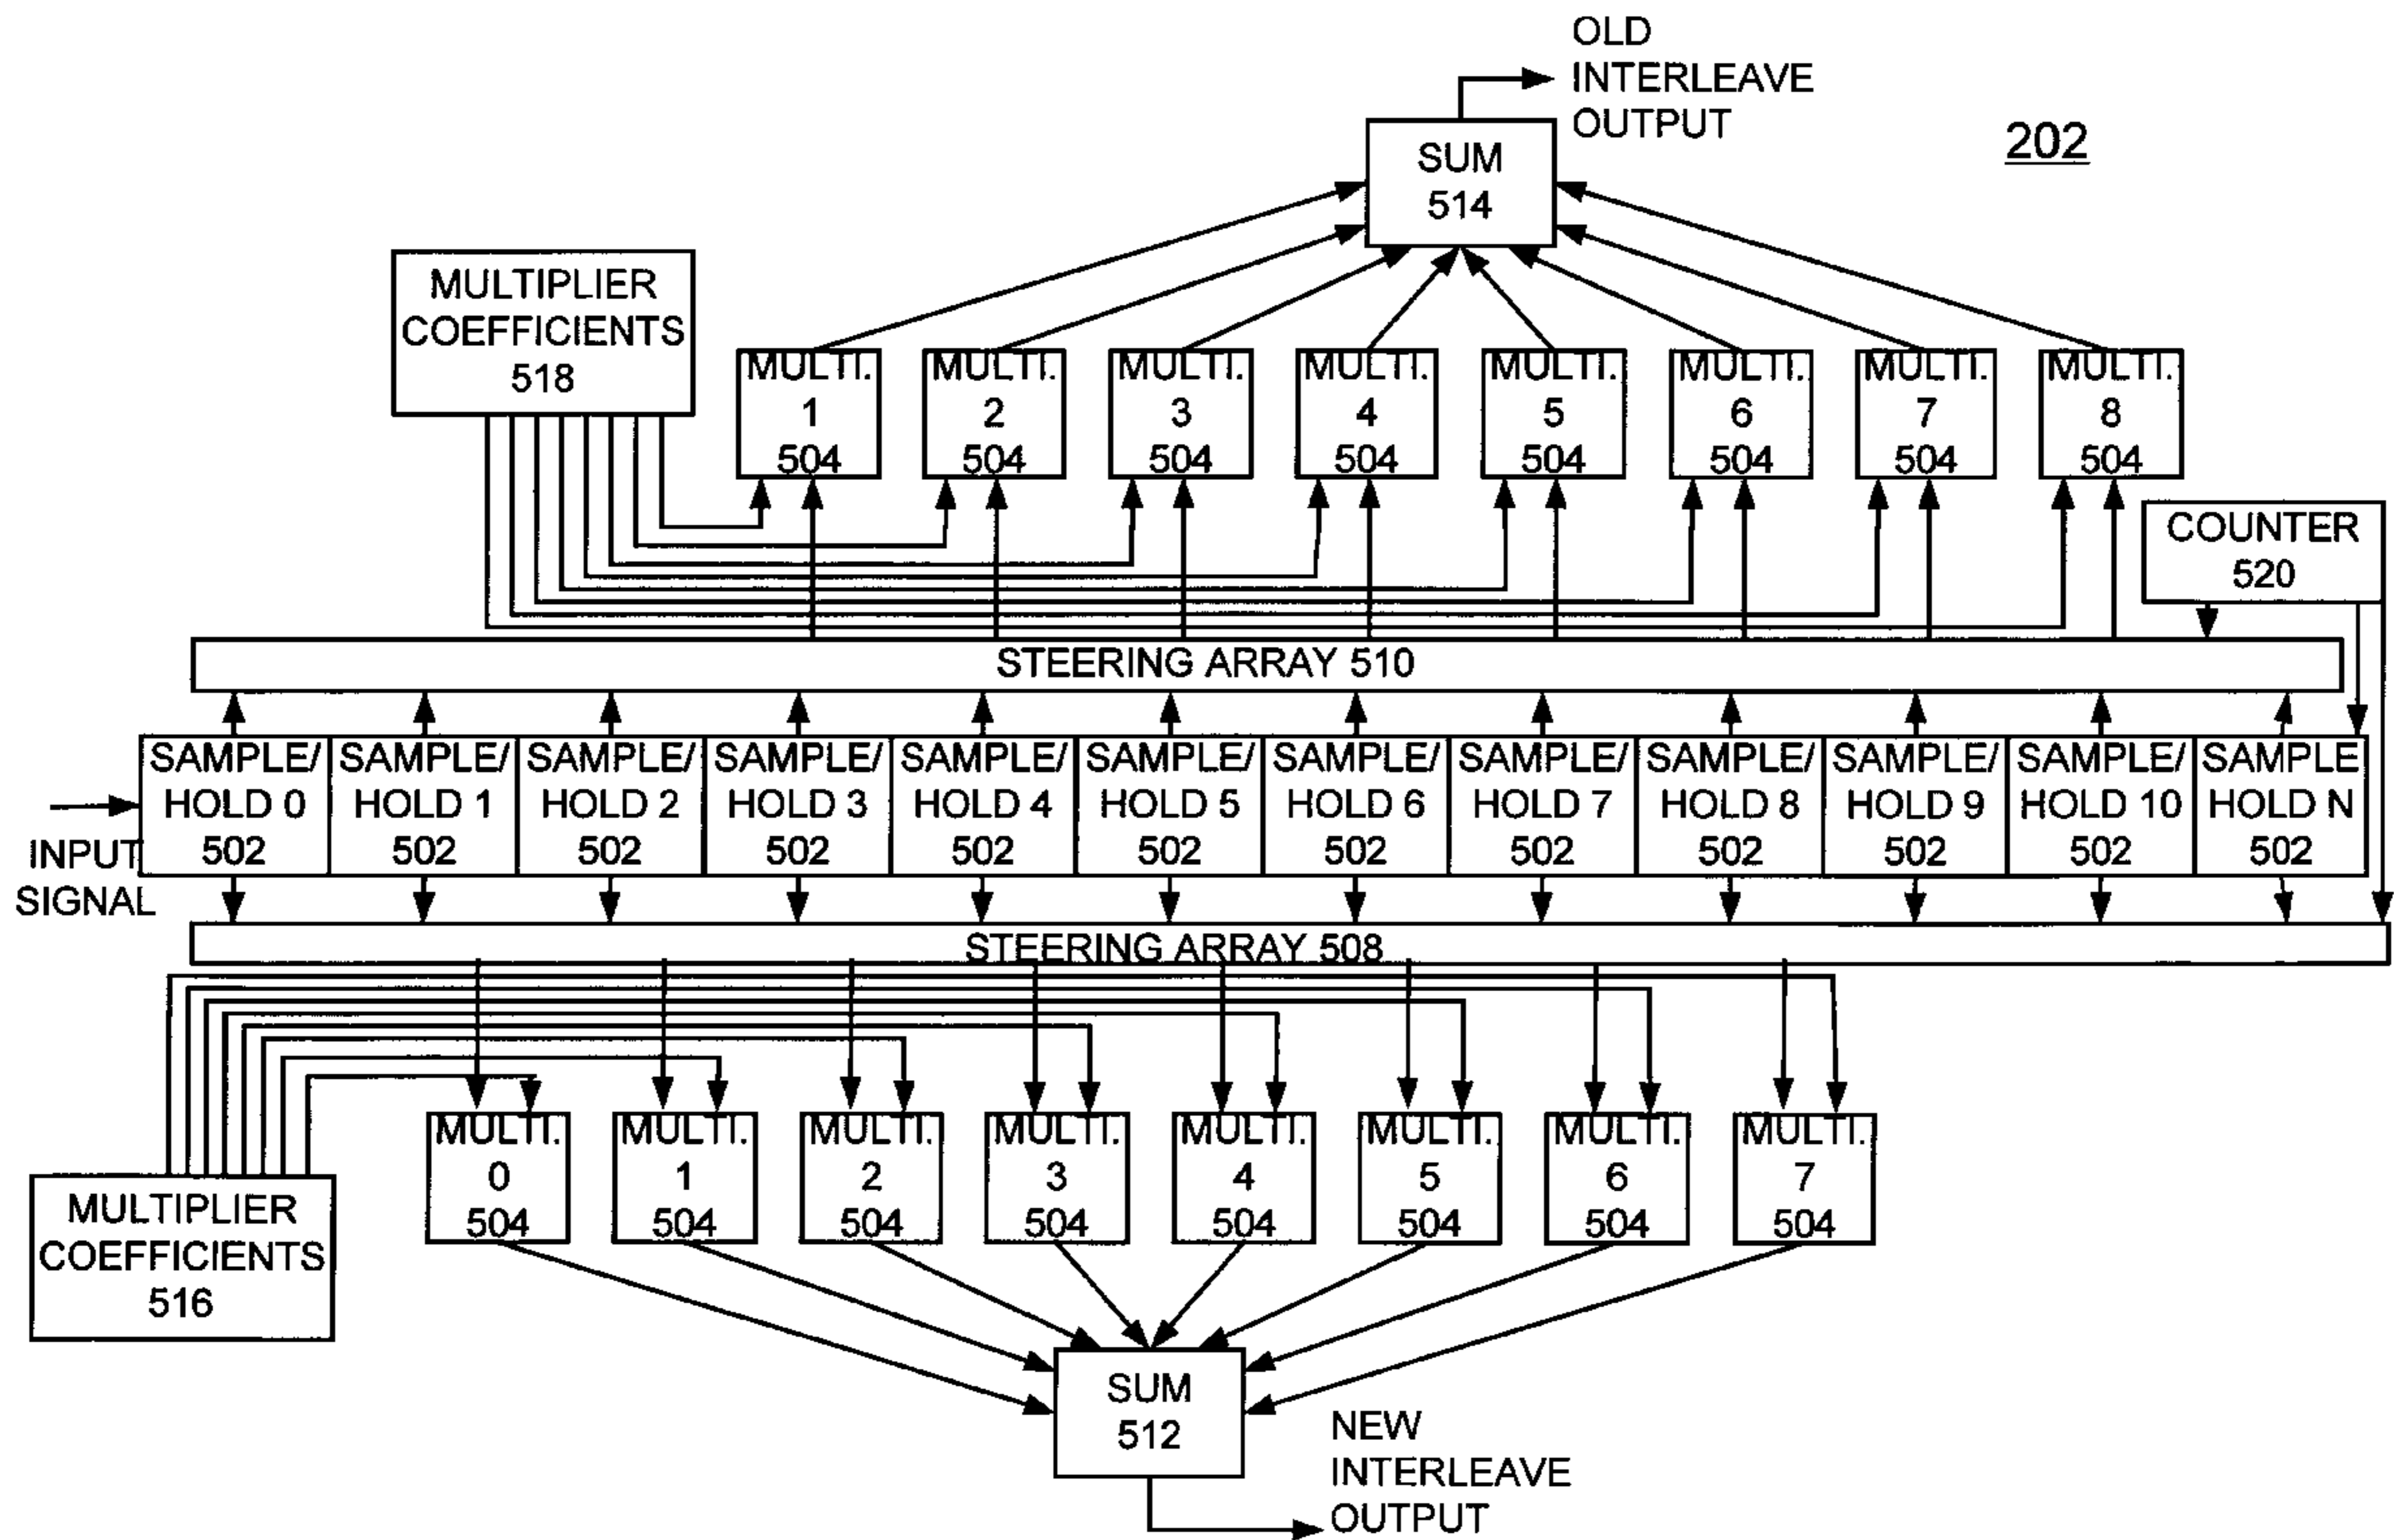 OLD
INTERLEAVE
OUTPUT
202
SUM
514
MULTIPLIER
COEFFICIENTS
518
MULTI.
1
504
MULTI.
2
504
MULTI.
3
504
MULTI.
4
504
MULTI.
5
504
MULTI.
6
504
MULTI.
7
504
MULTI.
8
504
COUNTER
520
STEERING ARRAY 510
SAMPLE/
HOLD 0
502
SAMPLE/
HOLD 1
502
SAMPLE/
HOLD 2
502
SAMPLE/
HOLD 3
502
SAMPLE/
HOLD 4
502
SAMPLE/
HOLD 5
502
SAMPLE/
HOLD 6
502
SAMPLE/
HOLD 7
502
SAMPLE/
HOLD 8
502
SAMPLE/
HOLD 9
502
SAMPLE/
HOLD 10
502
SAMPLE
HOLD N
502
INPUT
SIGNAL
STEERING ARRAY 508
MULTI.
0
504
MULTI.
1
504
MULTI.
2
504
MULTI.
3
504
MULTI.
4
504
MULTI.
5
504
MULTI.
6
504
MULTI.
7
504
MULTIPLIER
COEFFICIENTS
516
SUM
512
NEW
INTERLEAVE
OUTPUT